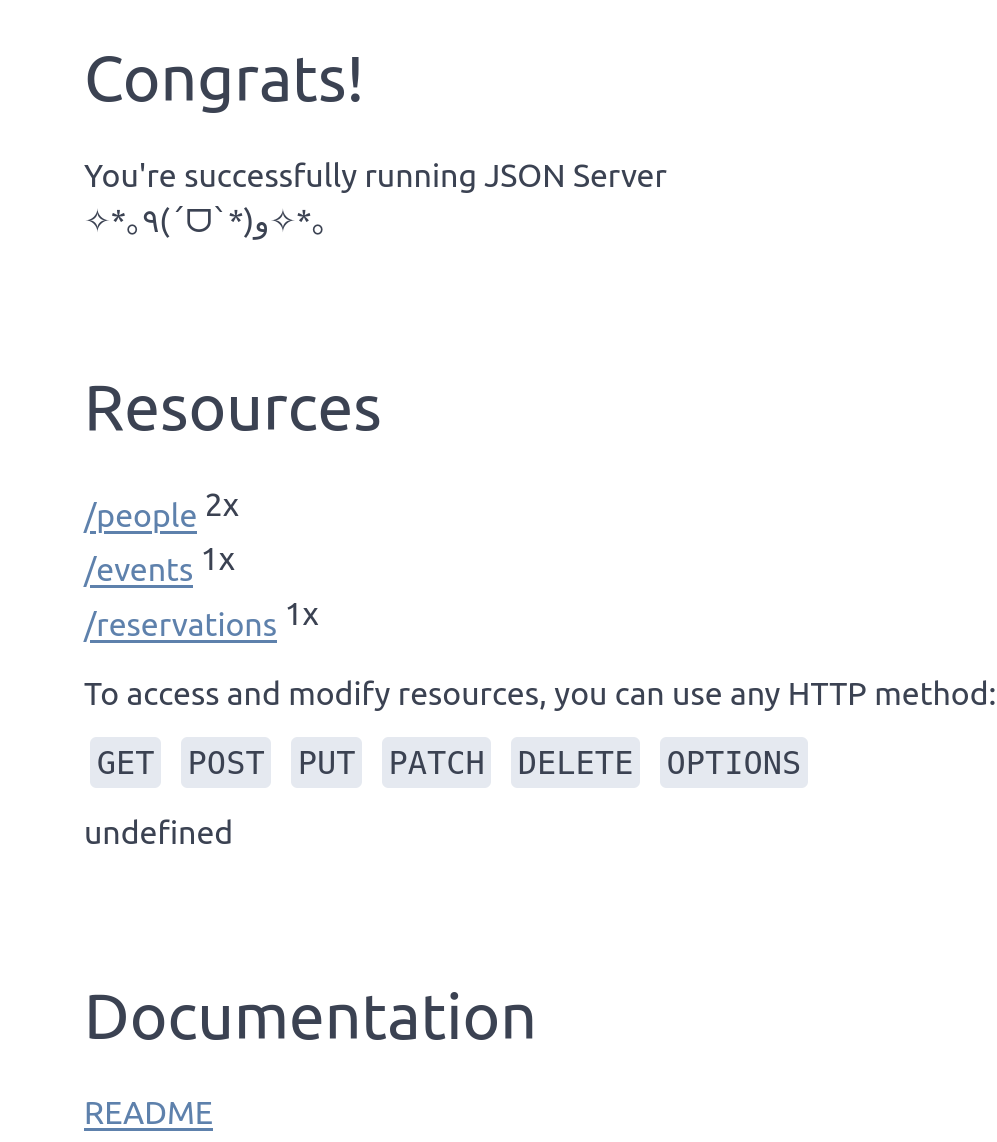 Congrats!
You're successfully running JSON Server
✧*｡٩(ˊᗜˋ*)و✧*｡
Resources
/people 2x
/events 1x
/reservations 1x
To access and modify resources, you can use any HTTP method:
GET POST PUT PATCH DELETE OPTIONS
undefined
Documentation
README